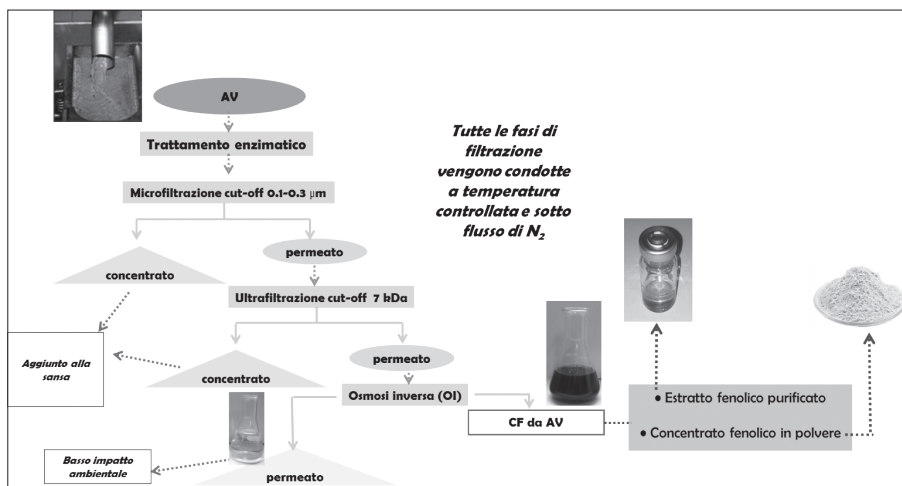 AV
Trattamento enzimatico
Microfiltrazione cut-off 0.1-0.3 µm
Tutte le fasi di
filtrazione
vengono condotte
a temperatura
controllata e sotto
flusso di N₂
concentrato
permeato
Ultrafiltrazione cut-off 7 kDa
Aggiunto alla
sansa
concentrato
permeato
Osmosi inversa (OI)
CF da AV
• Estratto fenolico purificato
• Concentrato fenolico in polvere
Basso impatto
ambientale
permeato